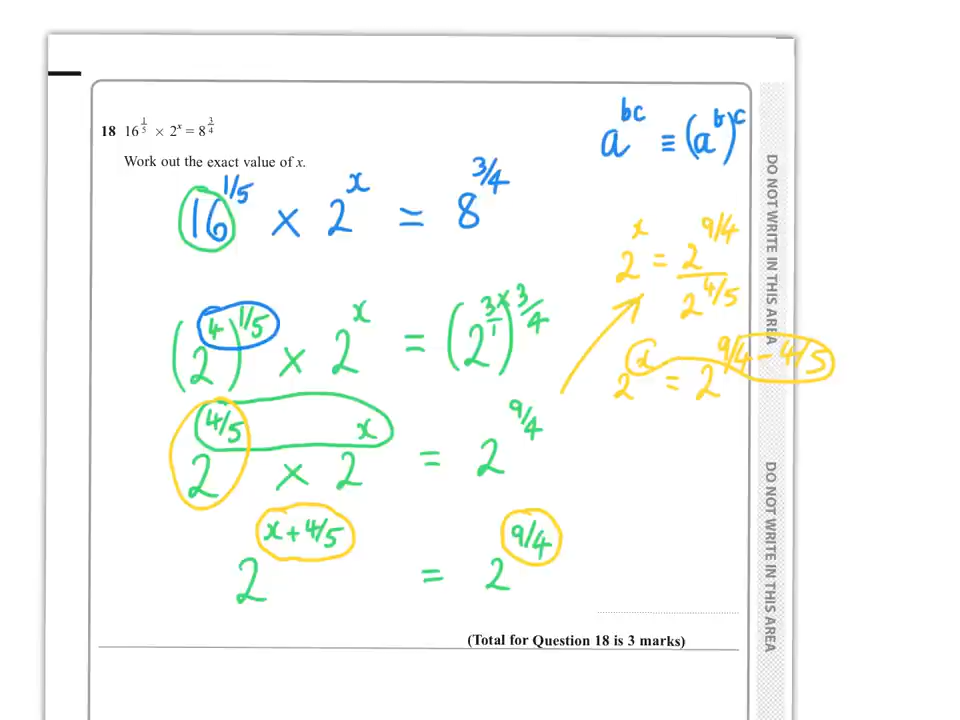 18 16^{1/5} × 2^x = 8^{3/4}
Work out the exact value of x.
a^{bc} ≡ (a^b)^c
16^{1/5} × 2^x = 8^{3/4}
(2^4)^{1/5} × 2^x = (2^{3/1})^{× 3/4}
2^{4/5} × 2^x = 2^{9/4}
2^{x + 4/5} = 2^{9/4}
2^x = 2^{9/4} / 2^{4/5}
2^x = 2^{9/4 - 4/5}
(Total for Question 18 is 3 marks)
DO NOT WRITE IN THIS AREA
DO NOT WRITE IN THIS AREA